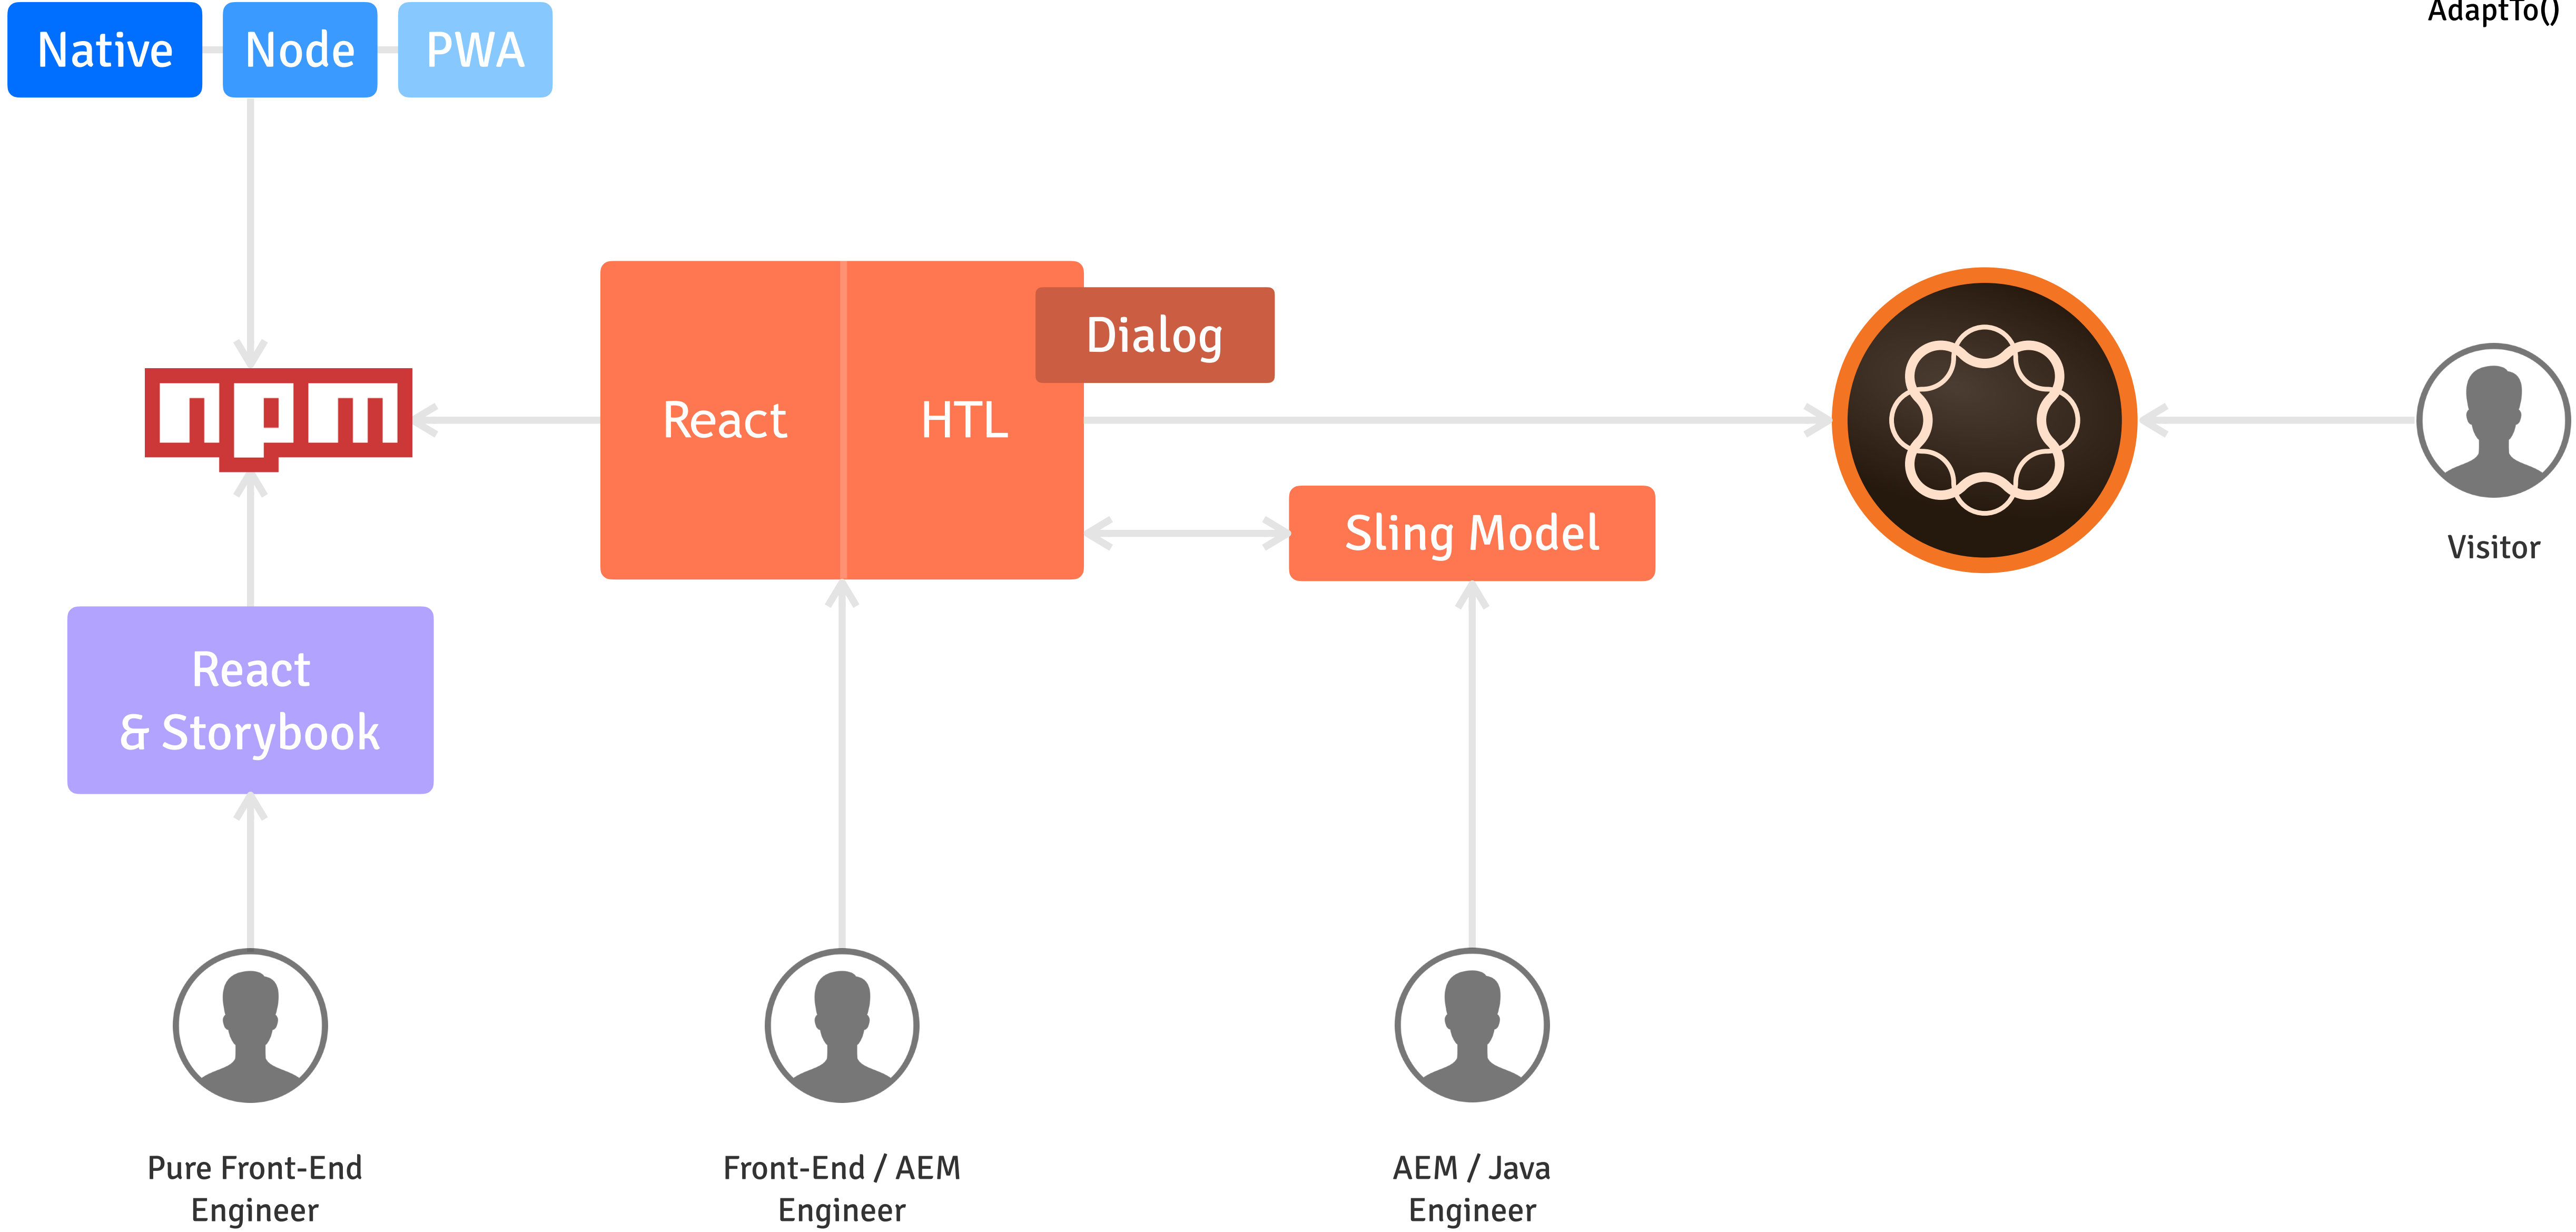 AdaptTo()
Native
Node
PWA
npm
React
HTL
Dialog
Sling Model
Visitor
React
& Storybook
Pure Front-End
Engineer
Front-End / AEM
Engineer
AEM / Java
Engineer